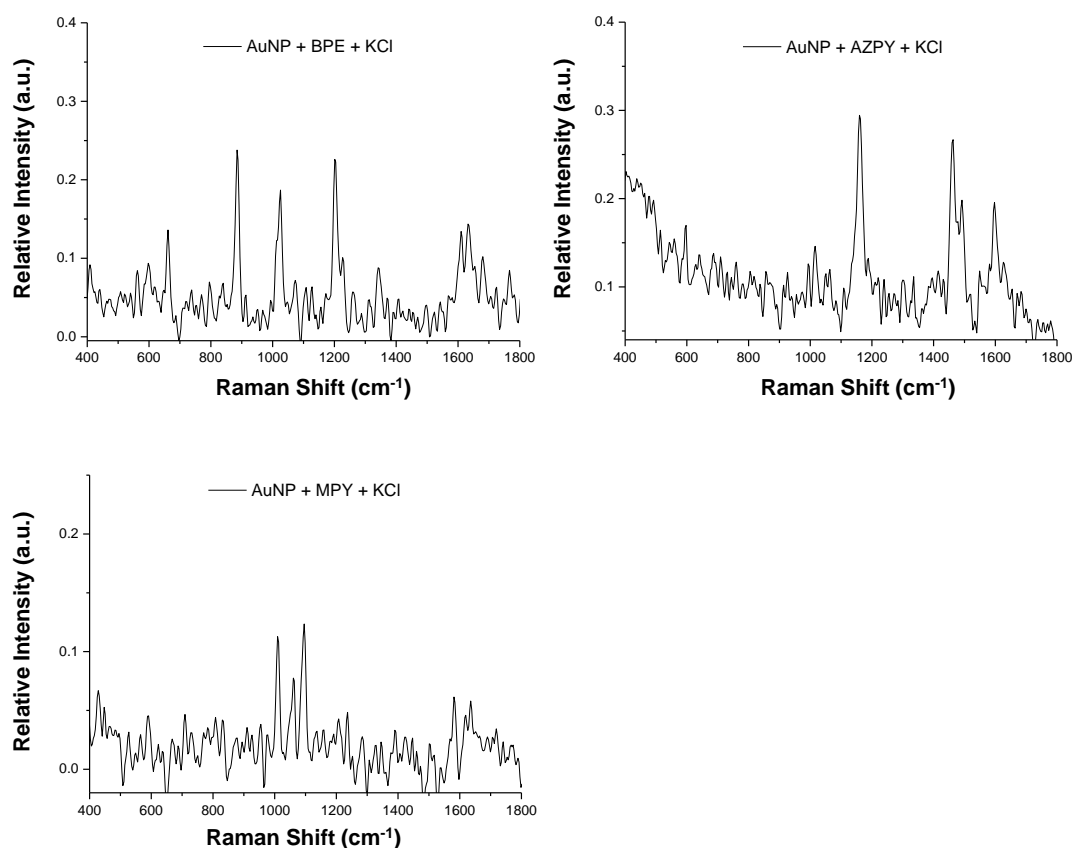 AuNP + BPE + KCl
Relative Intensity (a.u.)
0.4
0.3
0.2
0.1
0.0
400 600 800 1000 1200 1400 1600 1800
Raman Shift (cm-1)
AuNP + AZPY + KCl
Relative Intensity (a.u.)
0.4
0.3
0.2
0.1
400 600 800 1000 1200 1400 1600 1800
Raman Shift (cm-1)
AuNP + MPY + KCl
Relative Intensity (a.u.)
0.2
0.1
0.0
400 600 800 1000 1200 1400 1600 1800
Raman Shift (cm-1)